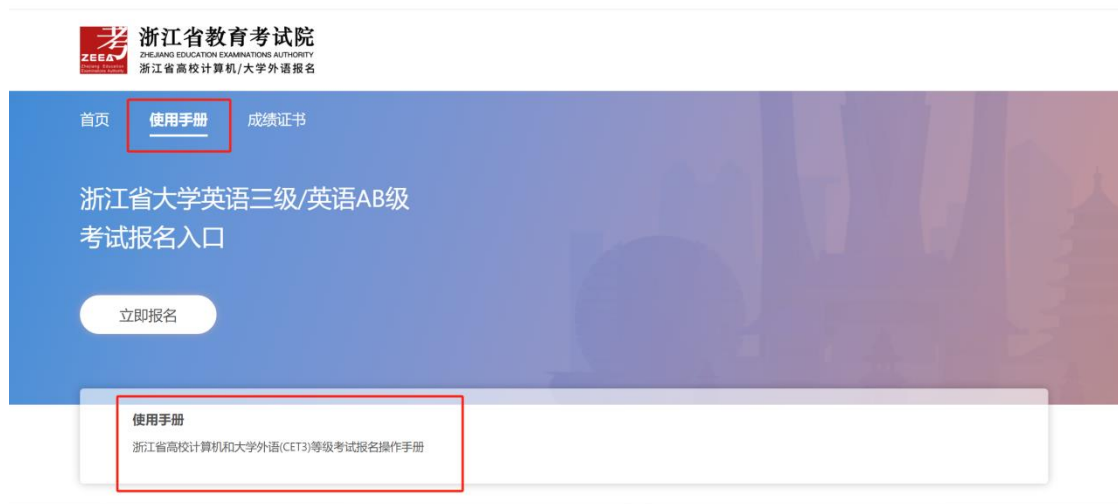 浙江省教育考试院
ZEEA
ZHEJIANG EDUCATION EXAMINATIONS AUTHORITY
浙江省高校计算机/大学外语报名
首页 使用手册 成绩证书
浙江省大学英语三级/英语AB级
考试报名入口
立即报名
使用手册
浙江省高校计算机和大学外语(CET3)等级考试报名操作手册